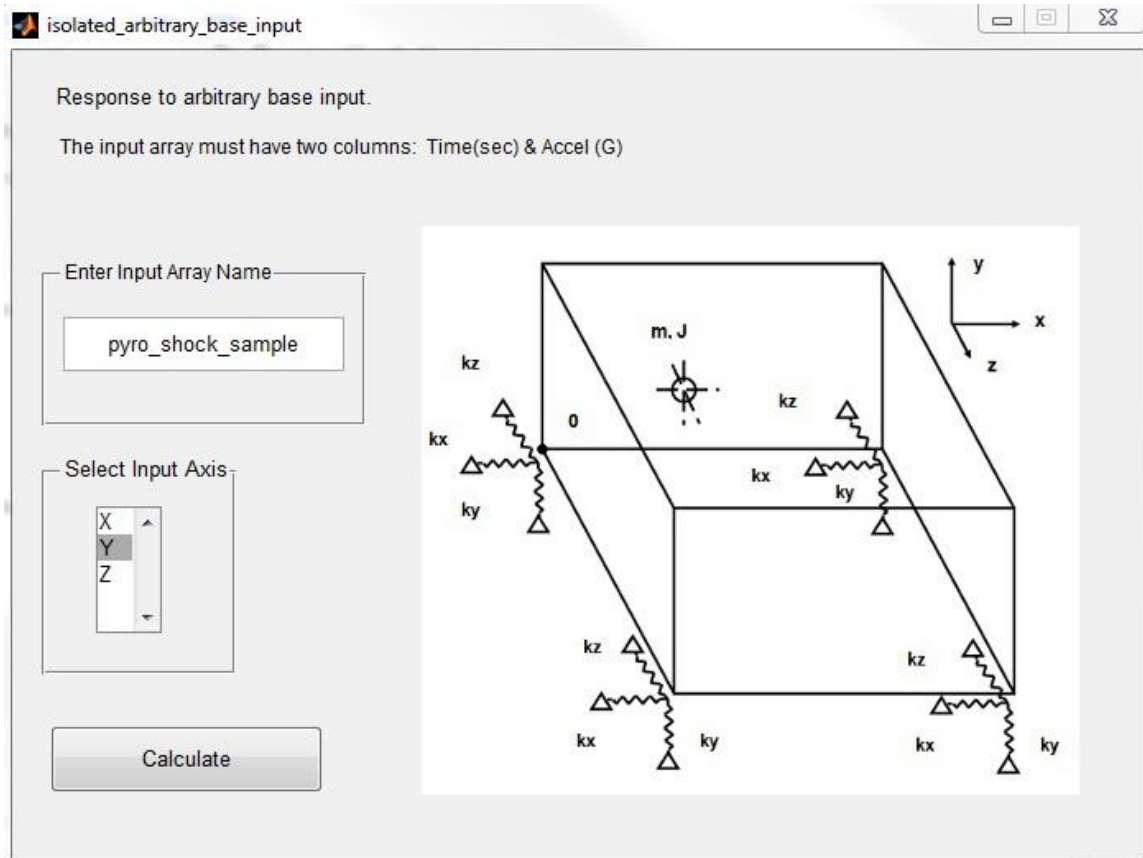 isolated_arbitrary_base_input
Response to arbitrary base input.
The input array must have two columns: Time(sec) & Accel (G)
Enter Input Array Name
pyro_shock_sample
Select Input Axis
X
Y
Z
Calculate
y
x
z
m, J
kz
kz
0
kx
kx
ky
ky
kz
kz
kx
ky
kx
ky